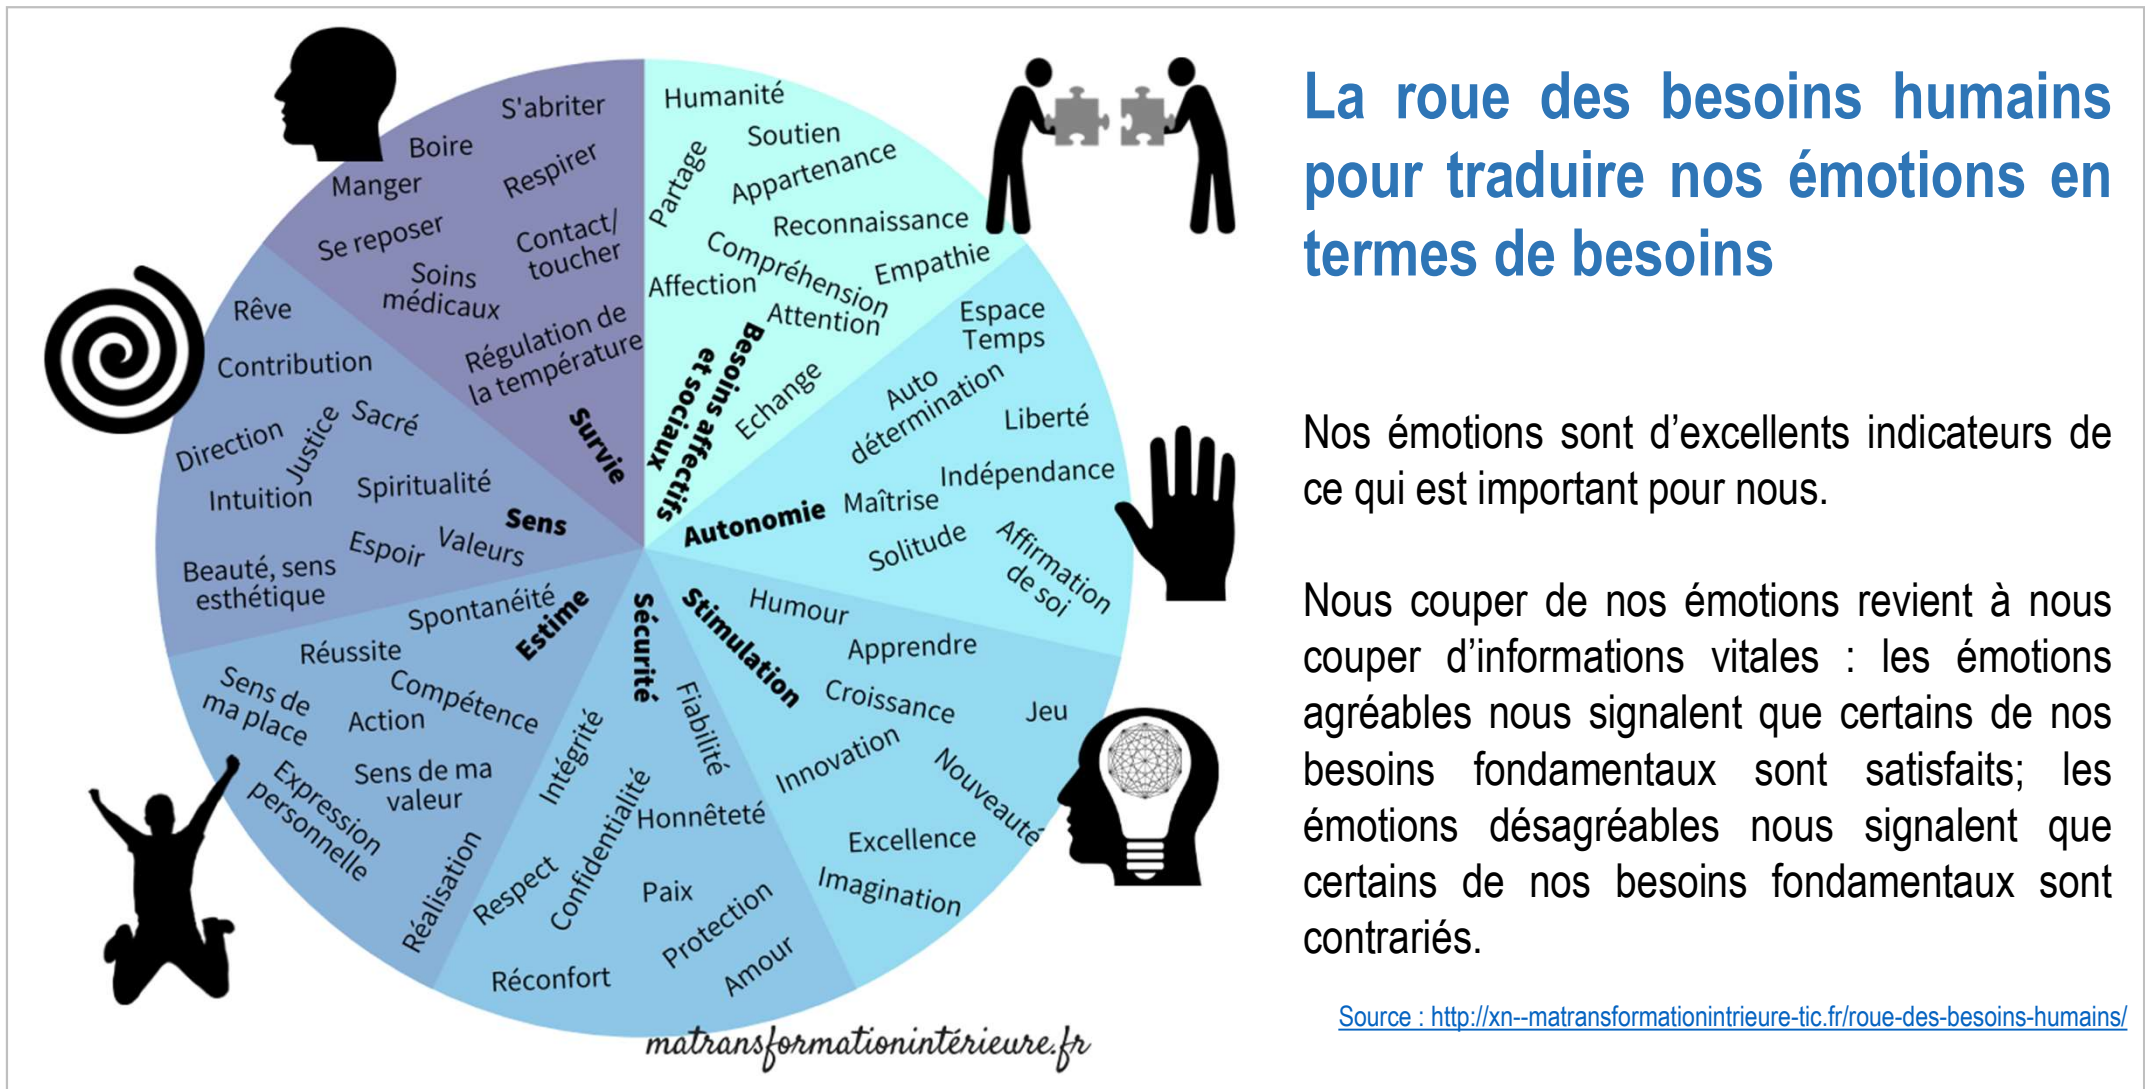 La roue des besoins humains
pour traduire nos émotions en
termes de besoins
Nos émotions sont d’excellents indicateurs de
ce qui est important pour nous.
Nous couper de nos émotions revient à nous
couper d’informations vitales : les émotions
agréables nous signalent que certains de nos
besoins fondamentaux sont satisfaits; les
émotions désagréables nous signalent que
certains de nos besoins fondamentaux sont
contrariés.
Source : http://xn--matransformationintrieure-tic.fr/roue-des-besoins-humains/
Survie
S'abriter
Boire
Respirer
Manger
Se reposer
Contact/
toucher
Soins
médicaux
Régulation de
la température
Besoins affectifs
et sociaux
Humanité
Soutien
Partage
Appartenance
Reconnaissance
Compréhension
Empathie
Affection
Attention
Echange
Autonomie
Espace
Temps
Auto
détermination
Liberté
Indépendance
Maîtrise
Solitude
Affirmation
de soi
Stimulation
Humour
Apprendre
Croissance
Jeu
Innovation
Nouveauté
Excellence
Imagination
Sécurité
Fiabilité
Intégrité
Confidentialité
Honnêteté
Respect
Paix
Protection
Réconfort
Amour
Estime
Spontanéité
Réussite
Compétence
Sens de
ma place
Action
Sens de ma
valeur
Expression
personnelle
Réalisation
Sens
Rêve
Contribution
Sacré
Justice
Direction
Intuition
Spiritualité
Espoir
Valeurs
Beauté, sens
esthétique
matransformationintérieure.fr